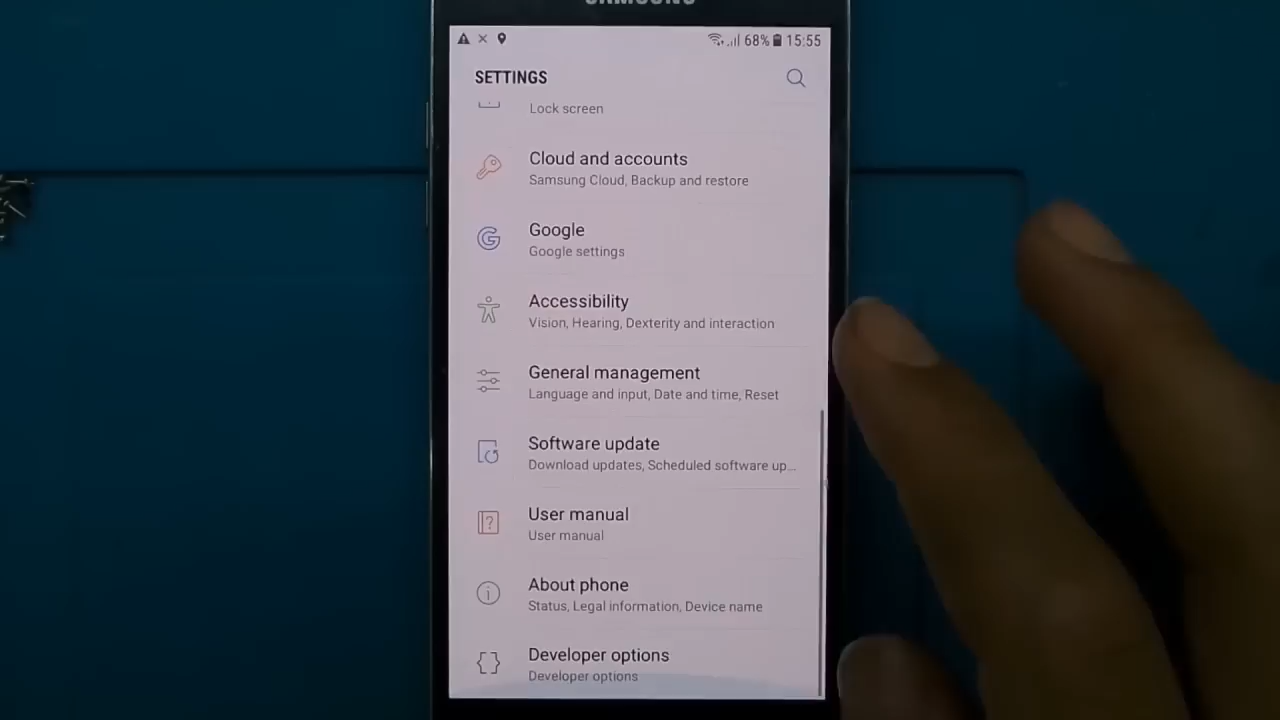 SAMSUNG
68% 15:55
SETTINGS
Lock screen
Cloud and accounts
Samsung Cloud, Backup and restore
Google
Google settings
Accessibility
Vision, Hearing, Dexterity and interaction
General management
Language and input, Date and time, Reset
Software update
Download updates, Scheduled software up...
User manual
User manual
About phone
Status, Legal information, Device name
Developer options
Developer options